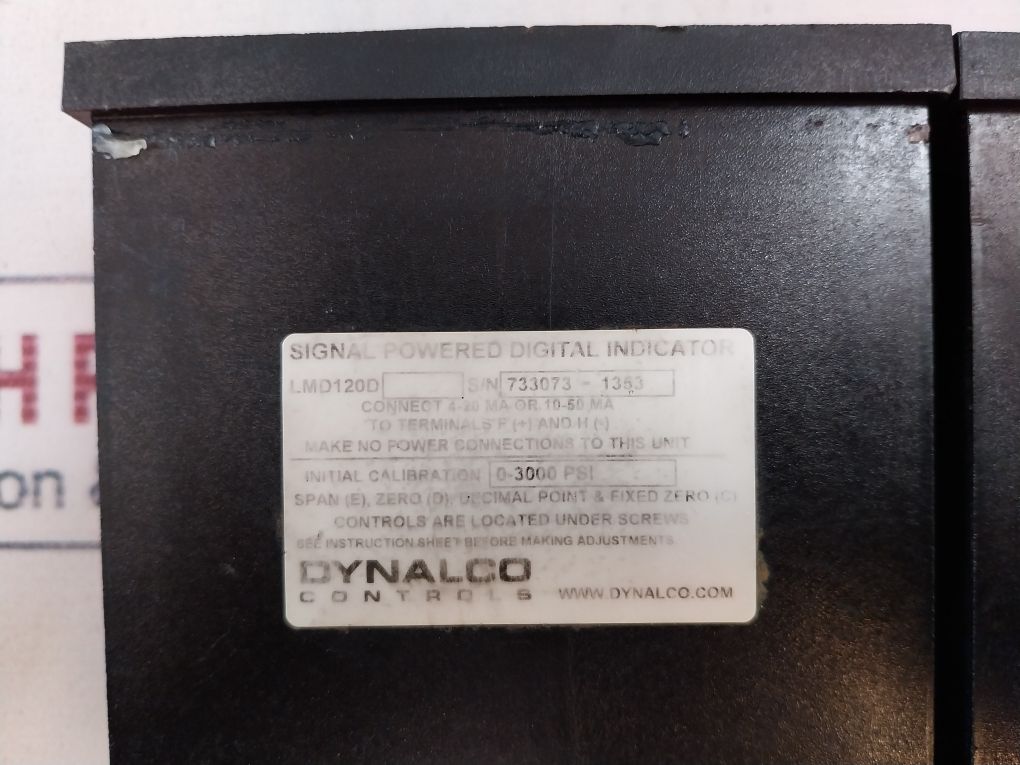 SIGNAL POWERED DIGITAL INDICATOR
LMD120D S/N 733073 - 1353
CONNECT 4-20 MA OR 10-50 MA
TO TERMINALS F (+) AND H (-)
MAKE NO POWER CONNECTIONS TO THIS UNIT
INITIAL CALIBRATION 0-3000 PSI
SPAN (E), ZERO (D), DECIMAL POINT & FIXED ZERO (C)
CONTROLS ARE LOCATED UNDER SCREWS
SEE INSTRUCTION SHEET BEFORE MAKING ADJUSTMENTS.
DYNALCO
CONTROLS WWW.DYNALCO.COM